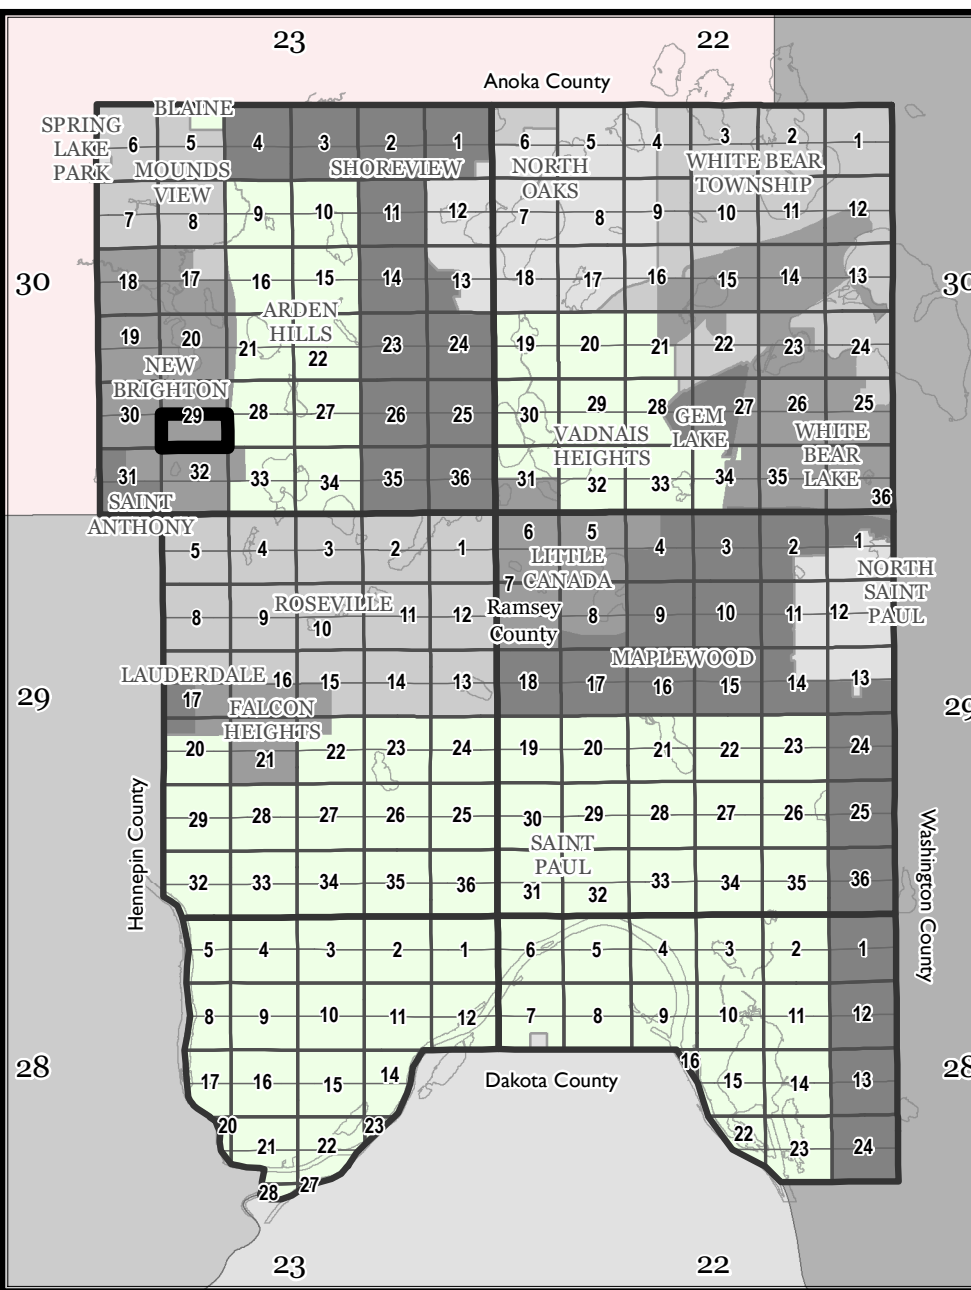 23 22
Anoka County
BLAINE
SPRING
LAKE
PARK
6 5 4 3 2 1 6 5 4 3 2 1
MOUNDS
VIEW
SHOREVIEW
NORTH
OAKS
WHITE BEAR
TOWNSHIP
7 8 9 10 11 12 7 8 9 10 11 12
30 18 17 16 15 14 13 18 17 16 15 14 13 30
ARDEN
HILLS
19 20 21 22 23 24 19 20 21 22 23 24
NEW
BRIGHTON
30 29 28 27 26 25 30 29 28 27 26 25
GEM
LAKE
VADNAIS
HEIGHTS
WHITE
BEAR
LAKE
31 32 33 34 35 36 31 32 33 34 35 36
SAINT
ANTHONY
5 4 3 2 1 6 5 4 3 2 1
LITTLE
CANADA
NORTH
SAINT
PAUL
8 9 10 11 12 7 8 9 10 11 12
ROSEVILLE
Ramsey
County
MAPLEWOOD
LAUDERDALE
29 17 16 15 14 13 18 17 16 15 14 13 29
FALCON
HEIGHTS
20 21 22 23 24 19 20 21 22 23 24
29 28 27 26 25 30 29 28 27 26 25
Hennepin County
Washington County
SAINT
PAUL
32 33 34 35 36 31 32 33 34 35 36
5 4 3 2 1 6 5 4 3 2 1
8 9 10 11 12 7 8 9 10 11 12
28 17 16 15 14 16 15 14 13 28
Dakota County
20 21 22 23 22 23 24
28 27
23 22